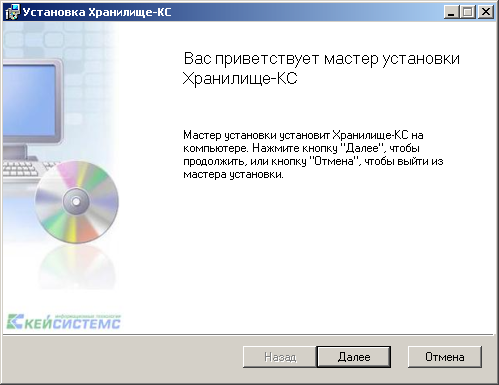 Установка Хранилище-КС
Вас приветствует мастер установки
Хранилище-КС
Мастер установки установит Хранилище-КС на
компьютере. Нажмите кнопку "Далее", чтобы
продолжить, или кнопку "Отмена", чтобы выйти из
мастера установки.
информационные технологии
КЕЙСИСТЕМС
Назад Далее Отмена